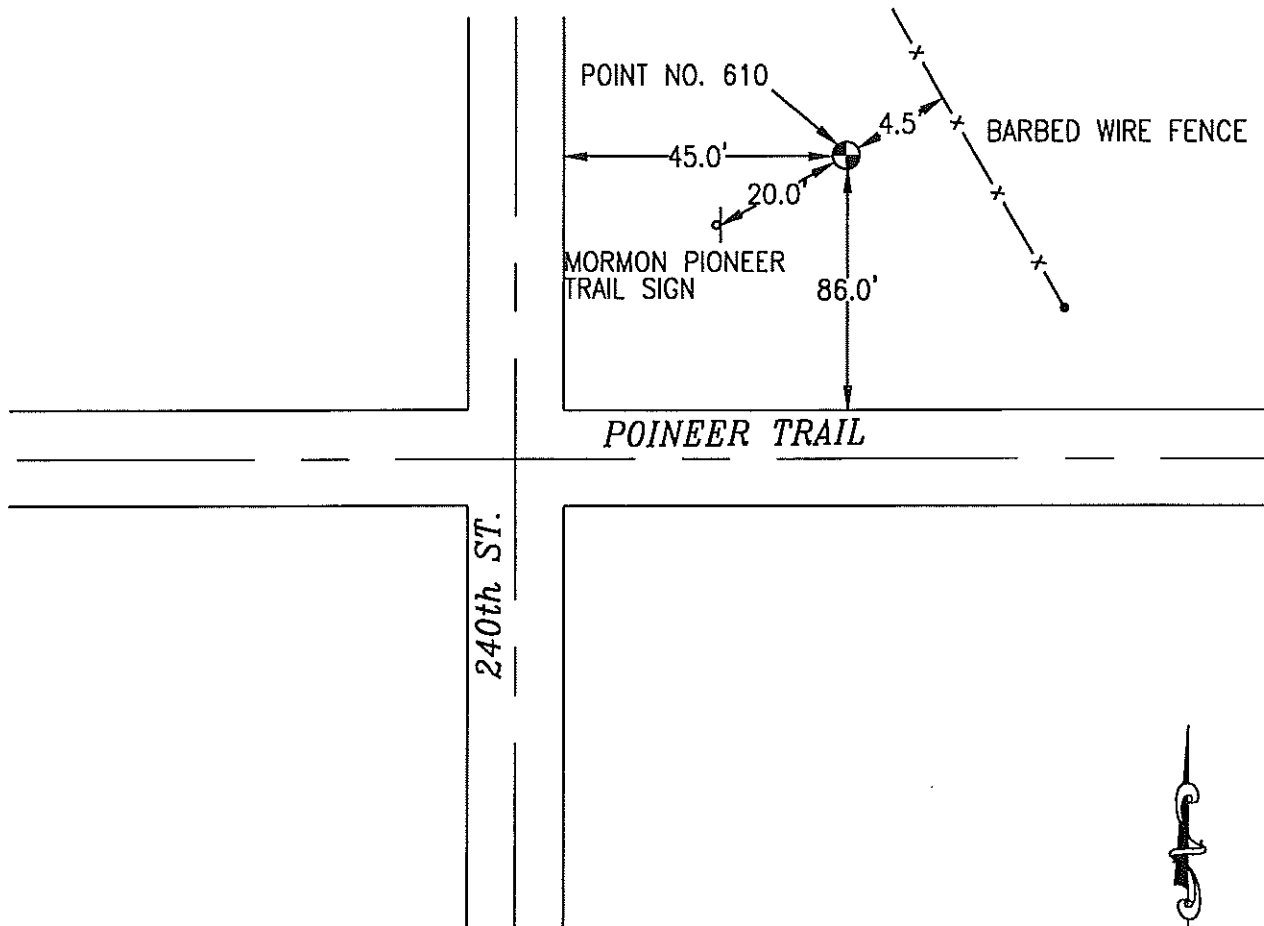 POINT NO. 610
4.5'
BARBED WIRE FENCE
45.0'
20.0'
MORMON PIONEER
TRAIL SIGN
86.0'
POINEER TRAIL
240th ST.